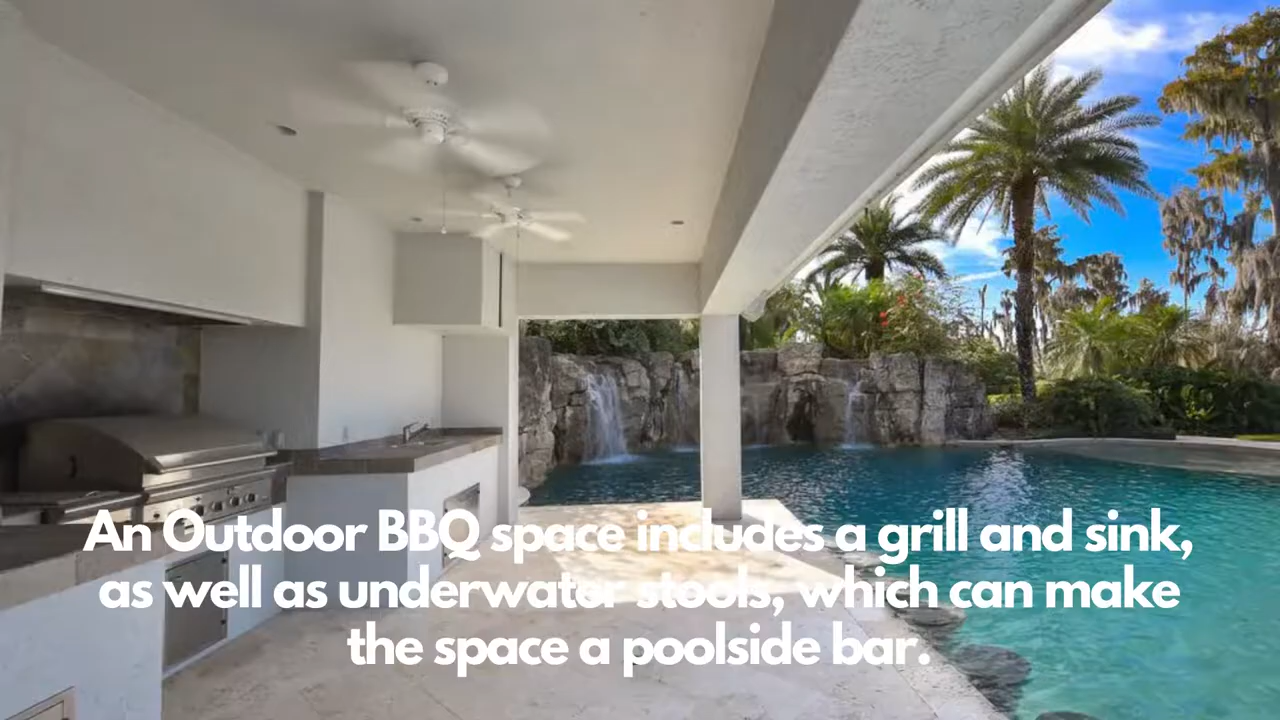 An Outdoor BBQ space includes a grill and sink,
as well as underwater stools, which can make
the space a poolside bar.